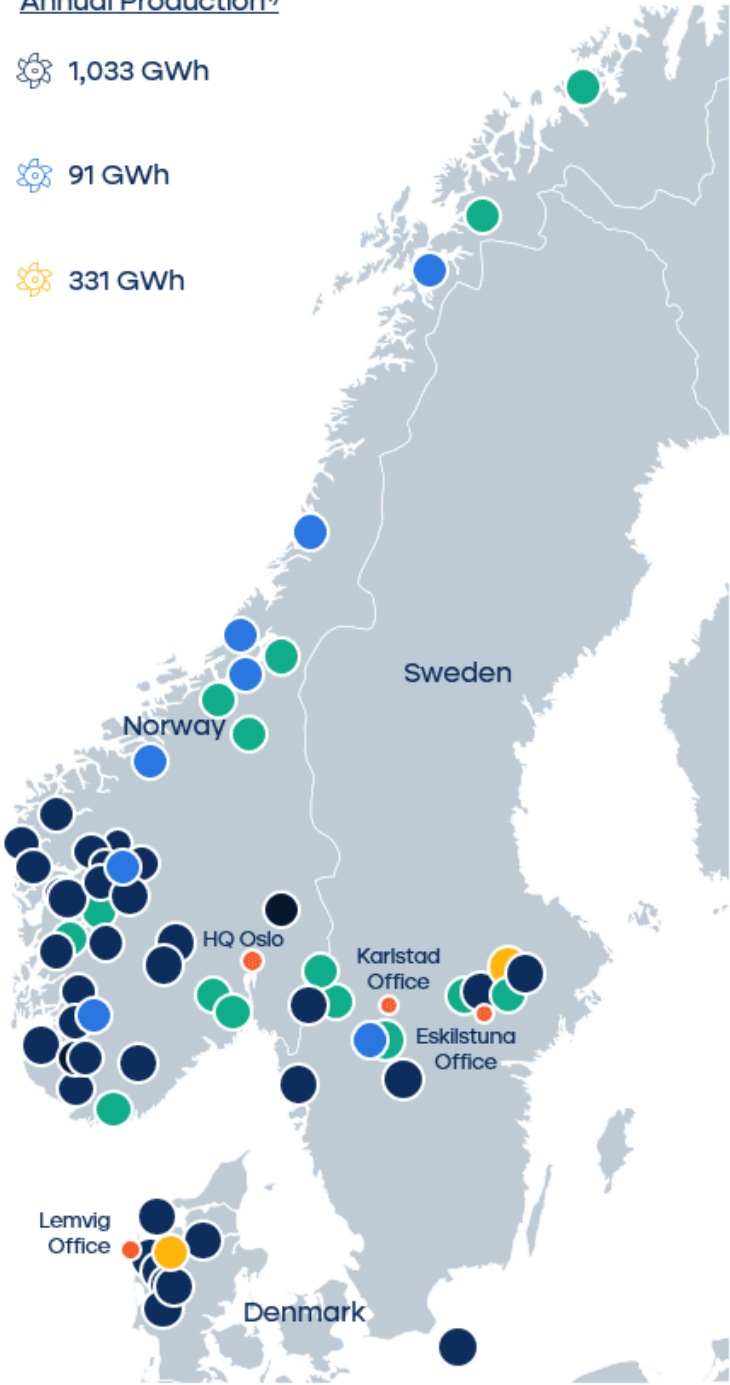 Annual Production
1,033 GWh
91 GWh
331 GWh
Sweden
Norway
HQ Oslo
Karlstad
Office
Eskilstuna
Office
Lemvig
Office
Denmark